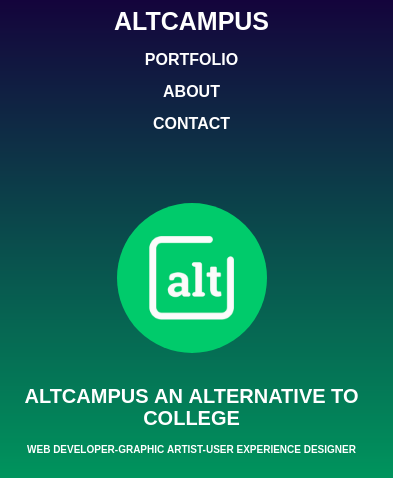 ALTCAMPUS
PORTFOLIO
ABOUT
CONTACT
alt
ALTCAMPUS AN ALTERNATIVE TO
COLLEGE
WEB DEVELOPER-GRAPHIC ARTIST-USER EXPERIENCE DESIGNER